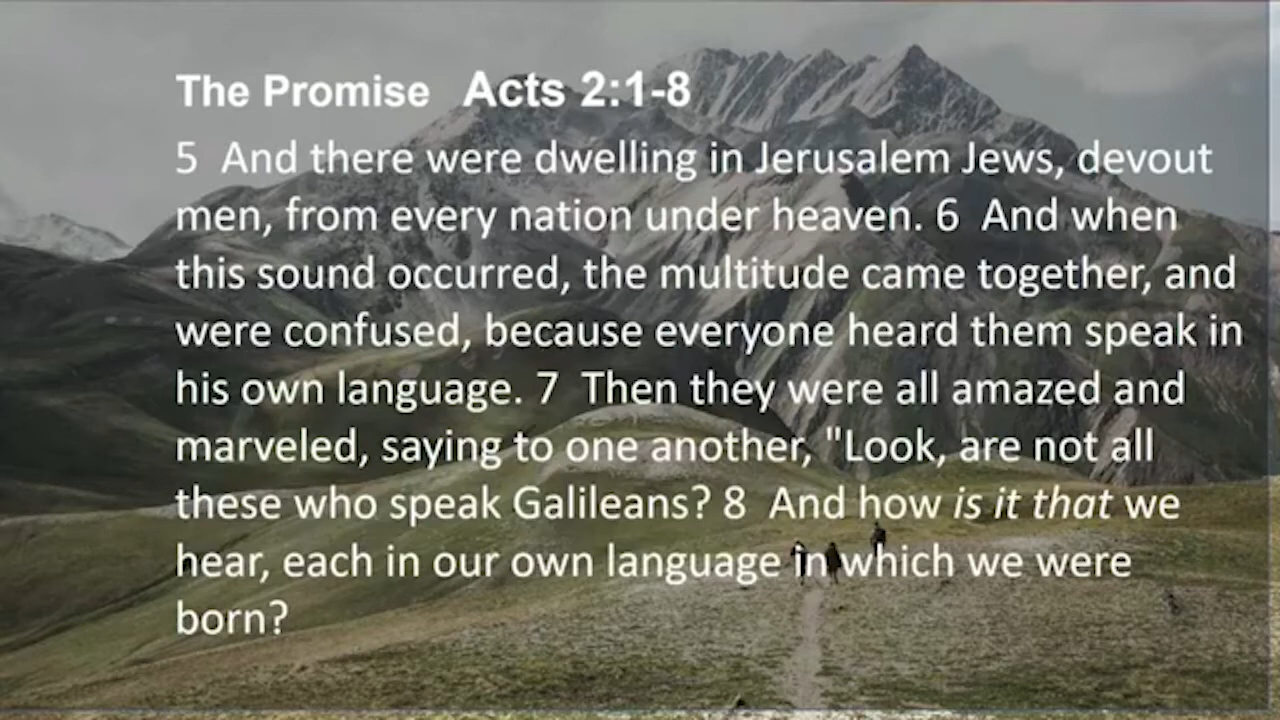 The Promise Acts 2:1-8
5 And there were dwelling in Jerusalem Jews, devout
men, from every nation under heaven. 6 And when
this sound occurred, the multitude came together, and
were confused, because everyone heard them speak in
his own language. 7 Then they were all amazed and
marveled, saying to one another, "Look, are not all
these who speak Galileans? 8 And how is it that we
hear, each in our own language in which we were
born?